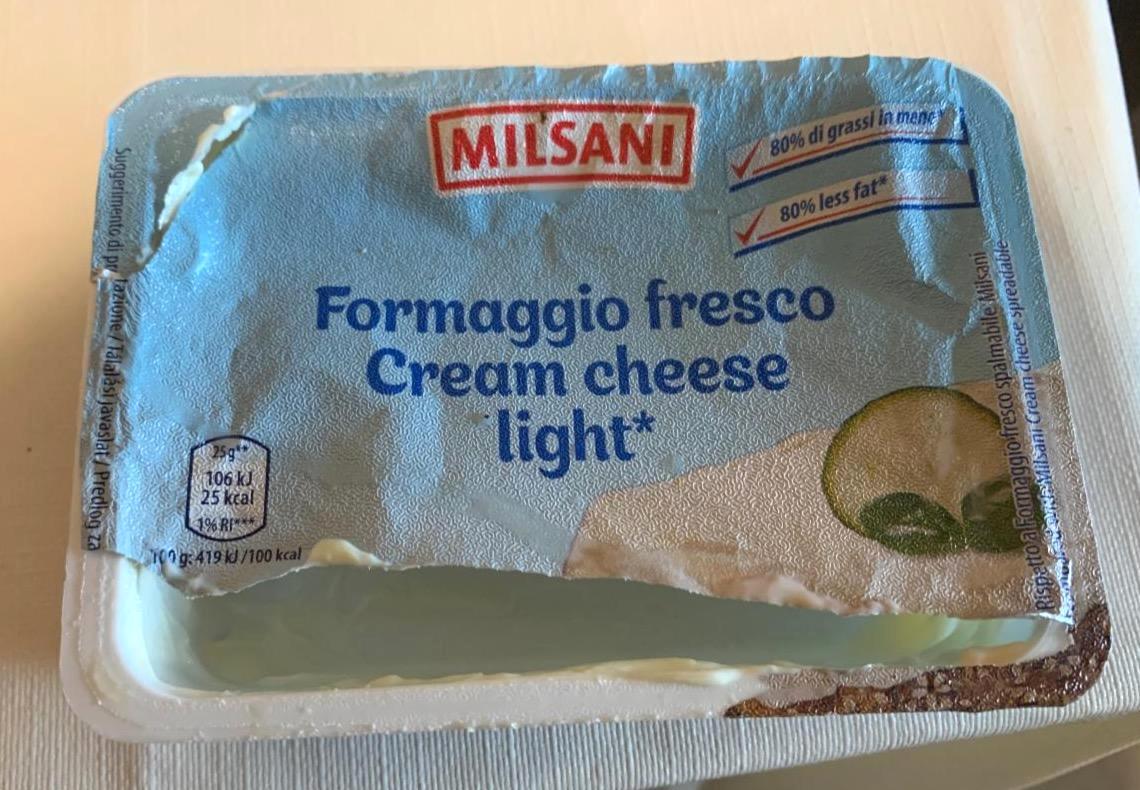 MILSANI
80% di grassi in meno*
80% less fat*
Formaggio fresco
Cream cheese
light*
25g**
106 kJ
25 kcal
1% RI***
100 g: 419 kJ /100 kcal
Suggerimento di / Tálalási javaslat / Predlog za
Rispetto al Formaggio fresco spalmabile Milsani
Milsani Cream cheese spreadable